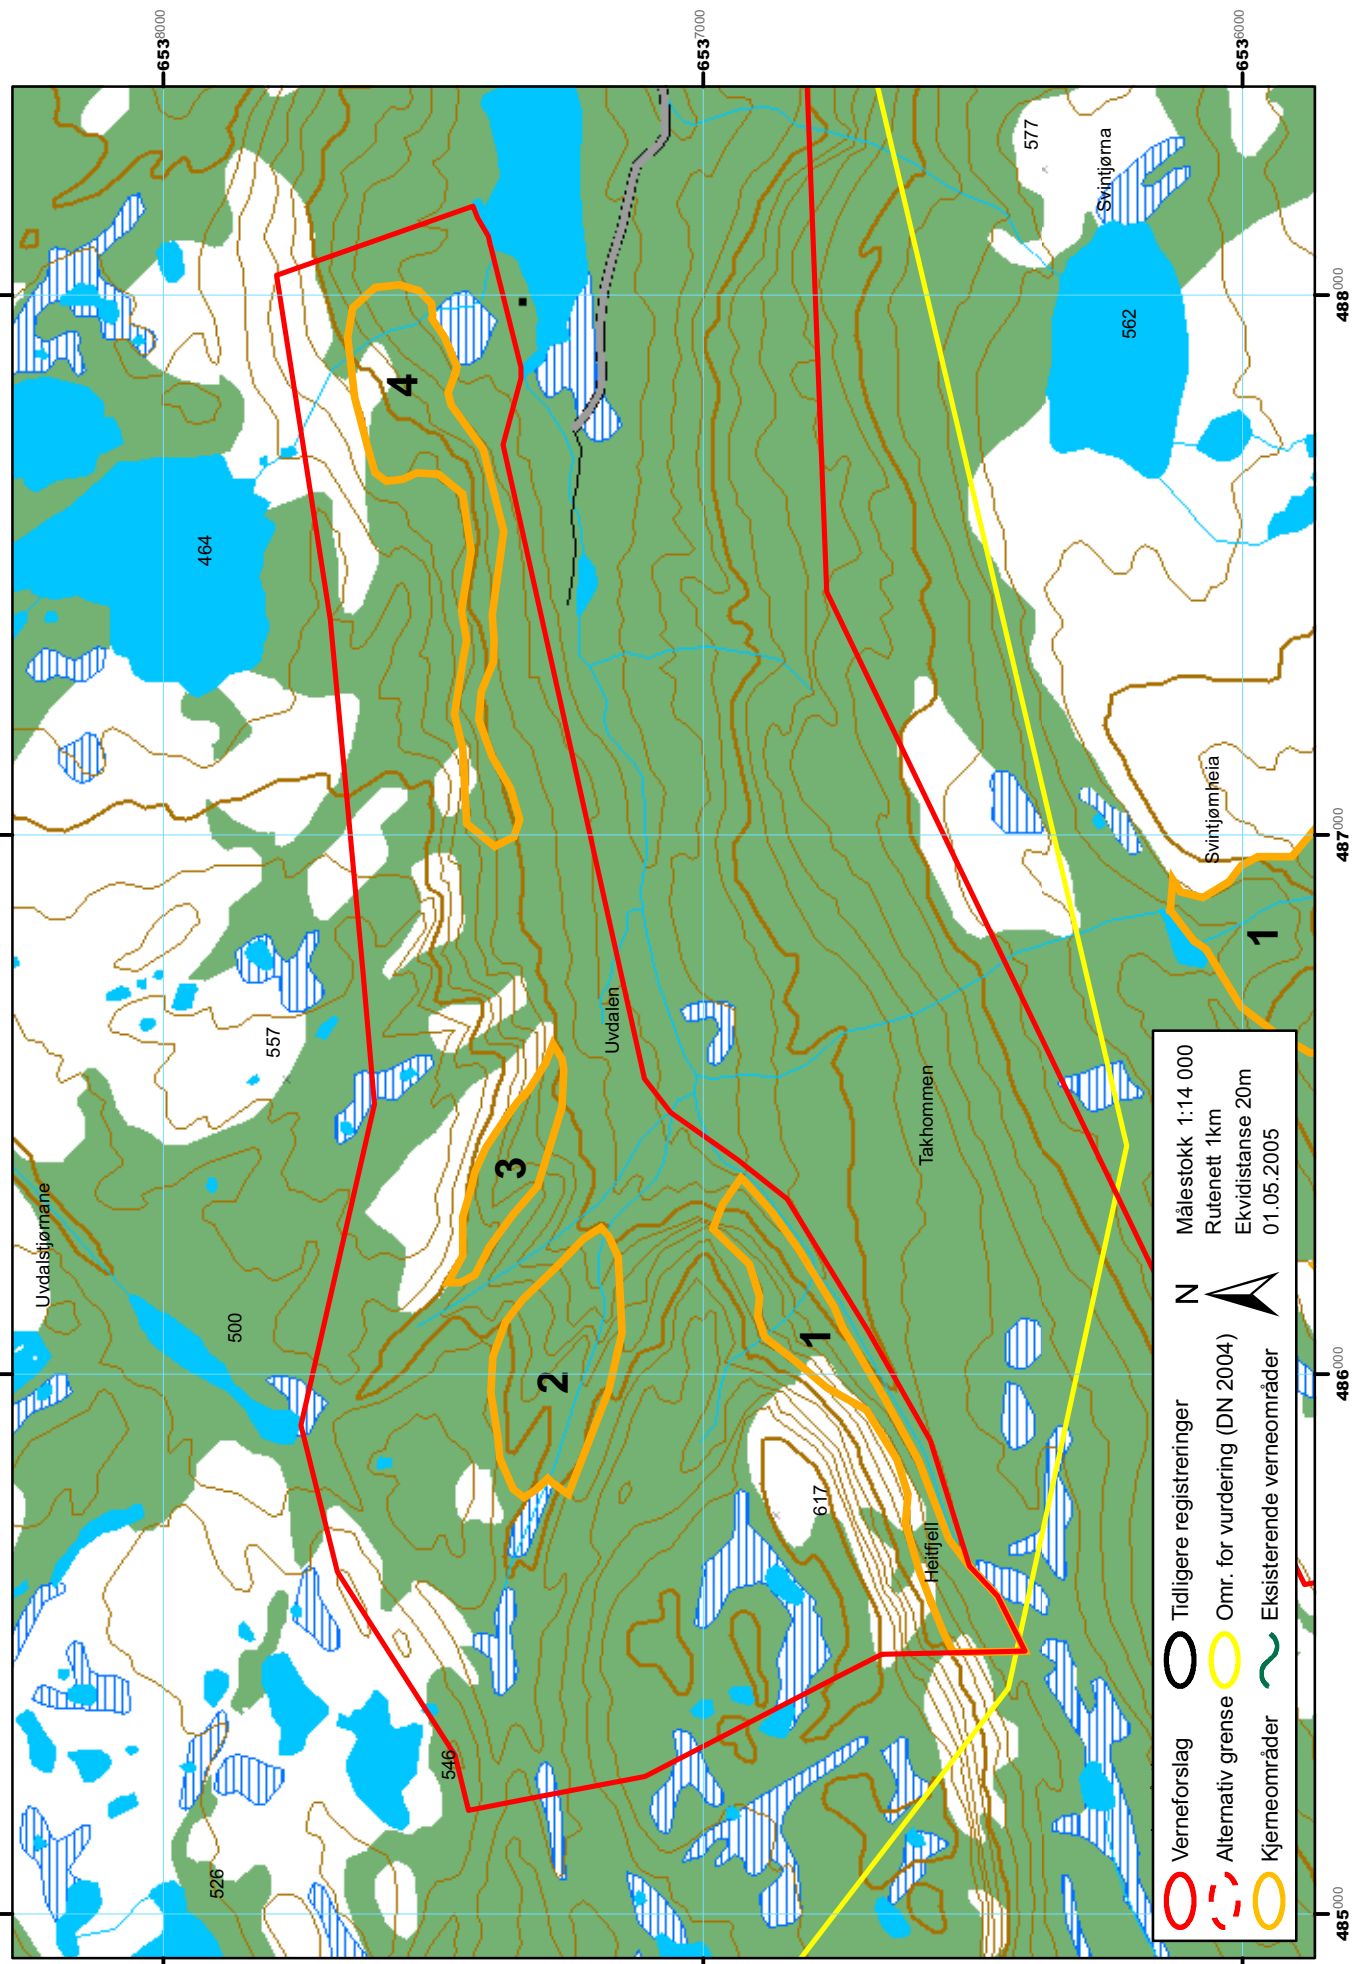 6538000
6537000
6536000
488000
487000
486000
485000
577
Svintjørna
562
464
4
Svintjørnheia
1
557
Uvdalen
Takhommen
3
Uvdalstjørnane
500
2
1
617
Heitfjell
546
526
Verneforslag
Alternativ grense
Kjerneområder
Tidligere registreringer
Omr. for vurdering (DN 2004)
Eksisterende verneområder
N
Målestokk 1:14 000
Rutenett 1km
Ekvidistanse 20m
01.05.2005